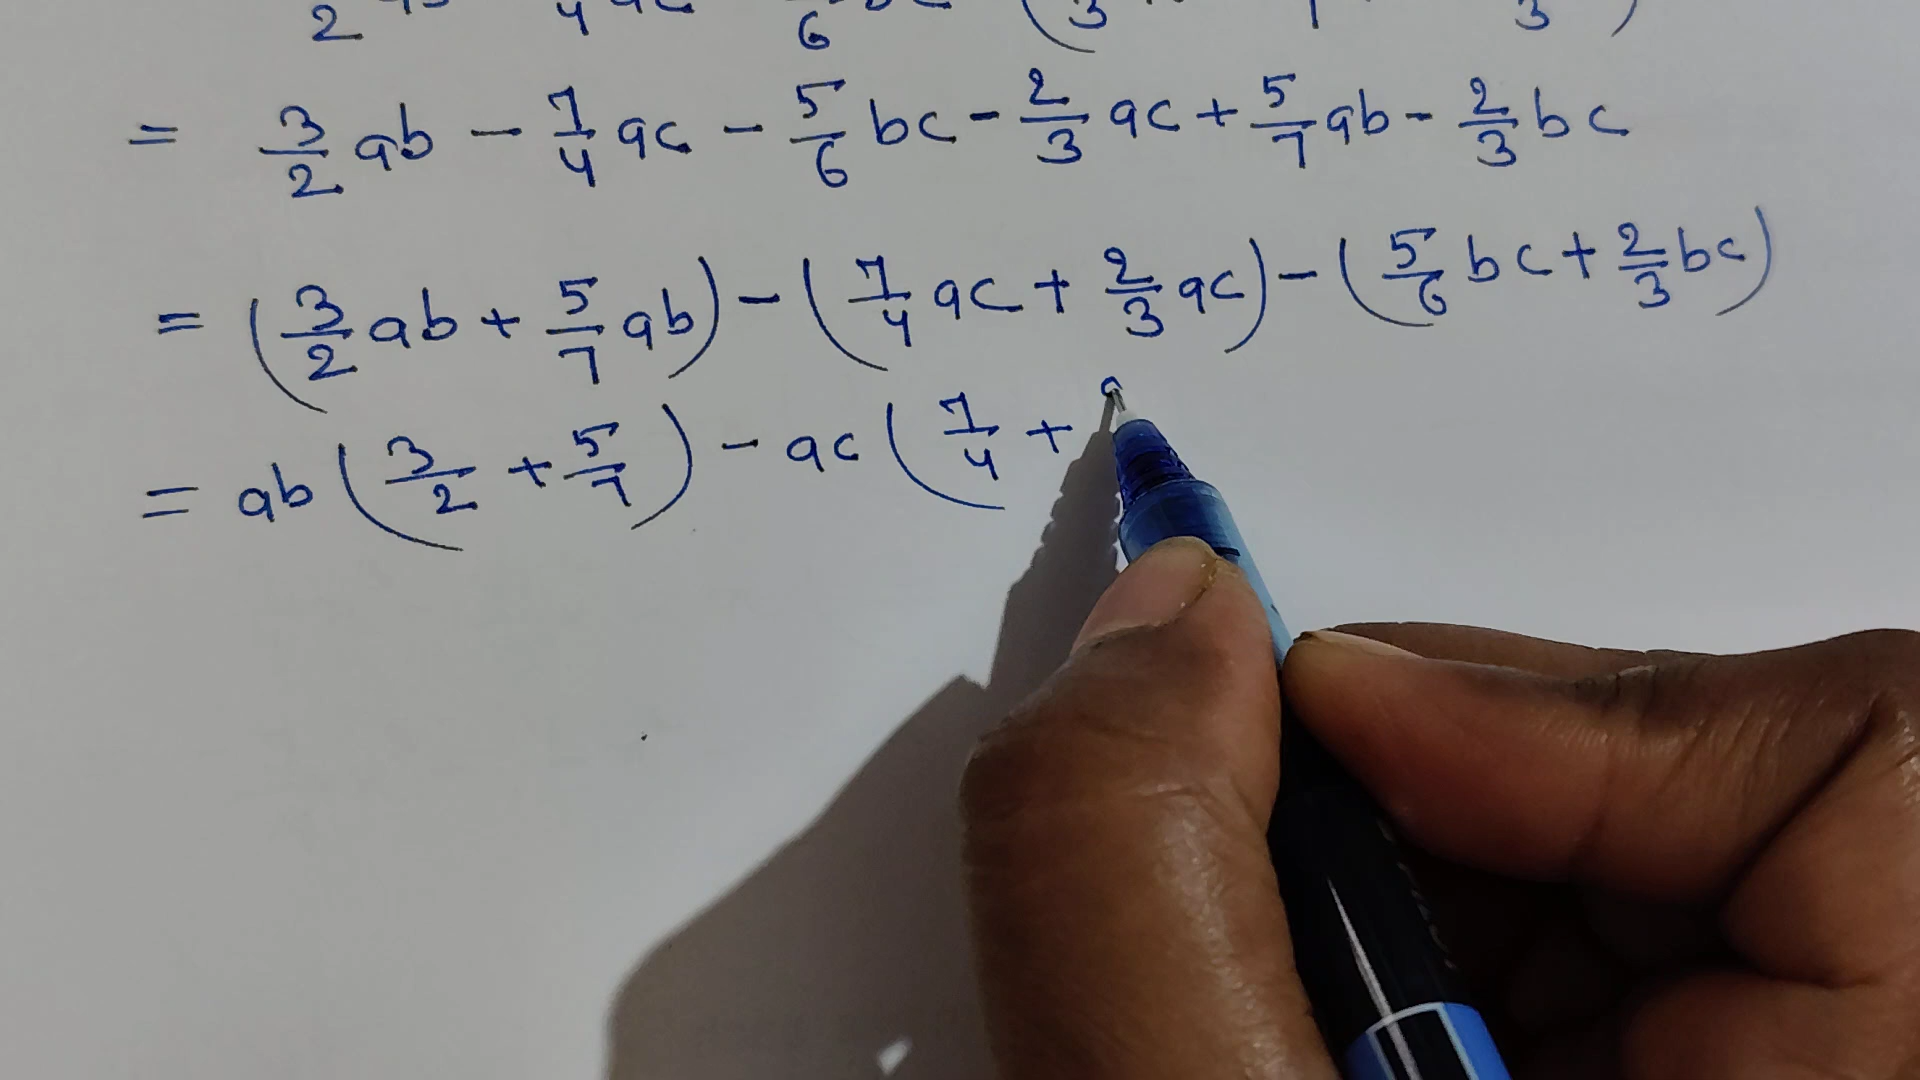 = 3/2 ab - 7/4 ac - 5/6 bc - 2/3 ac + 5/7 ab - 2/3 bc
= (3/2 ab + 5/7 ab) - (7/4 ac + 2/3 ac) - (5/6 bc + 2/3 bc)
= ab (3/2 + 5/7) - ac (7/4 +